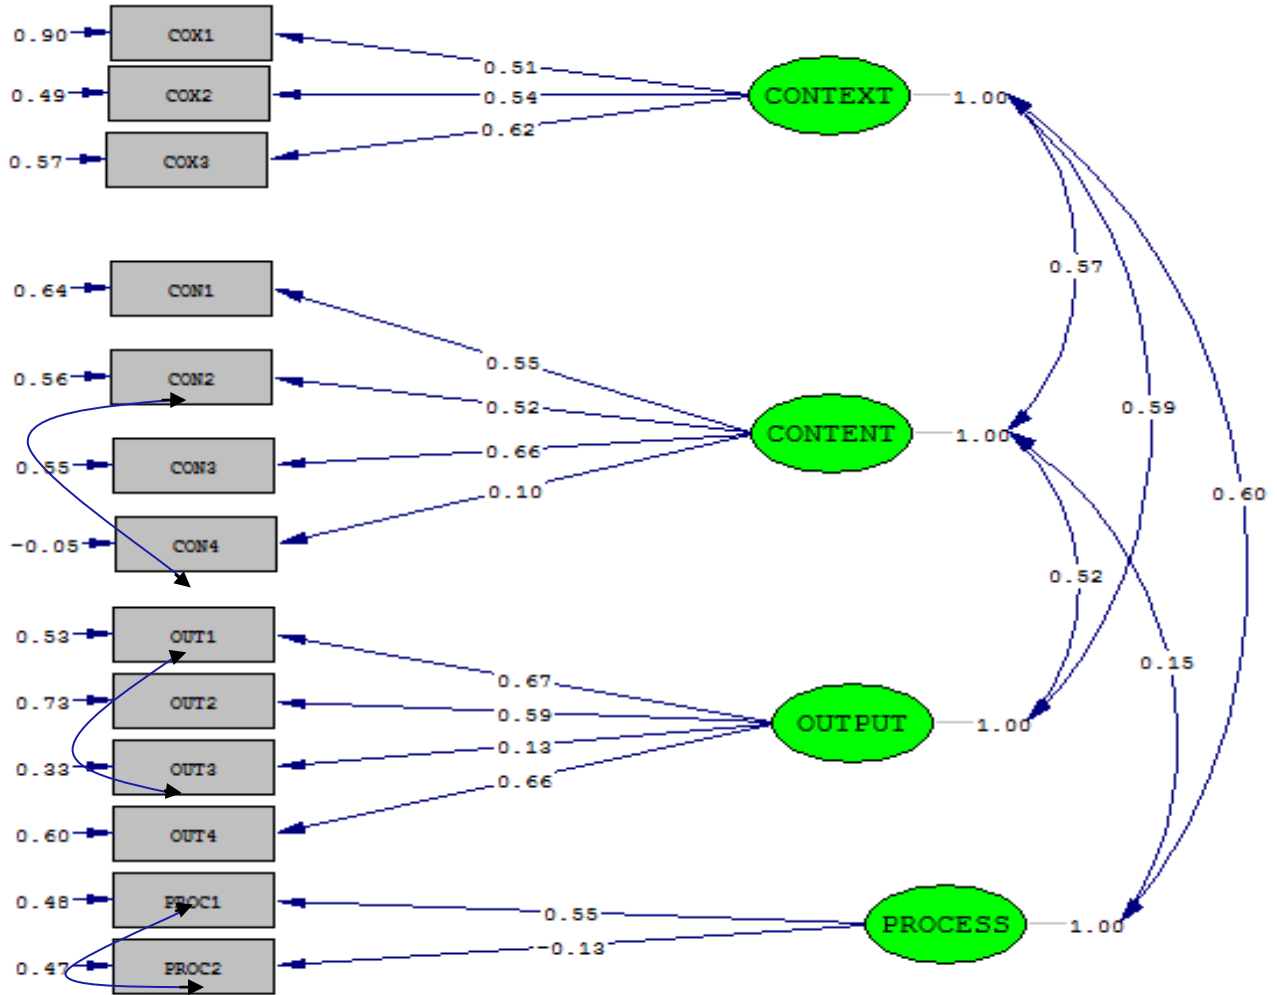 0.90 COX1
0.51
0.49 COX2 0.54 CONTEXT 1.00
0.62
0.57 COX3
0.57
0.64 CON1
0.55
0.56 CON2
0.52 0.59
CONTENT 1.00
0.66
0.55 CON3
0.10 0.60
-0.05 CON4
0.52
0.53 OUT1
0.15
0.67
0.73 OUT2
0.59 OUTPUT 1.00
0.13
0.33 OUT3
0.66
0.60 OUT4
0.48 PROC1
0.55
PROCESS 1.00
-0.13
0.47 PROC2